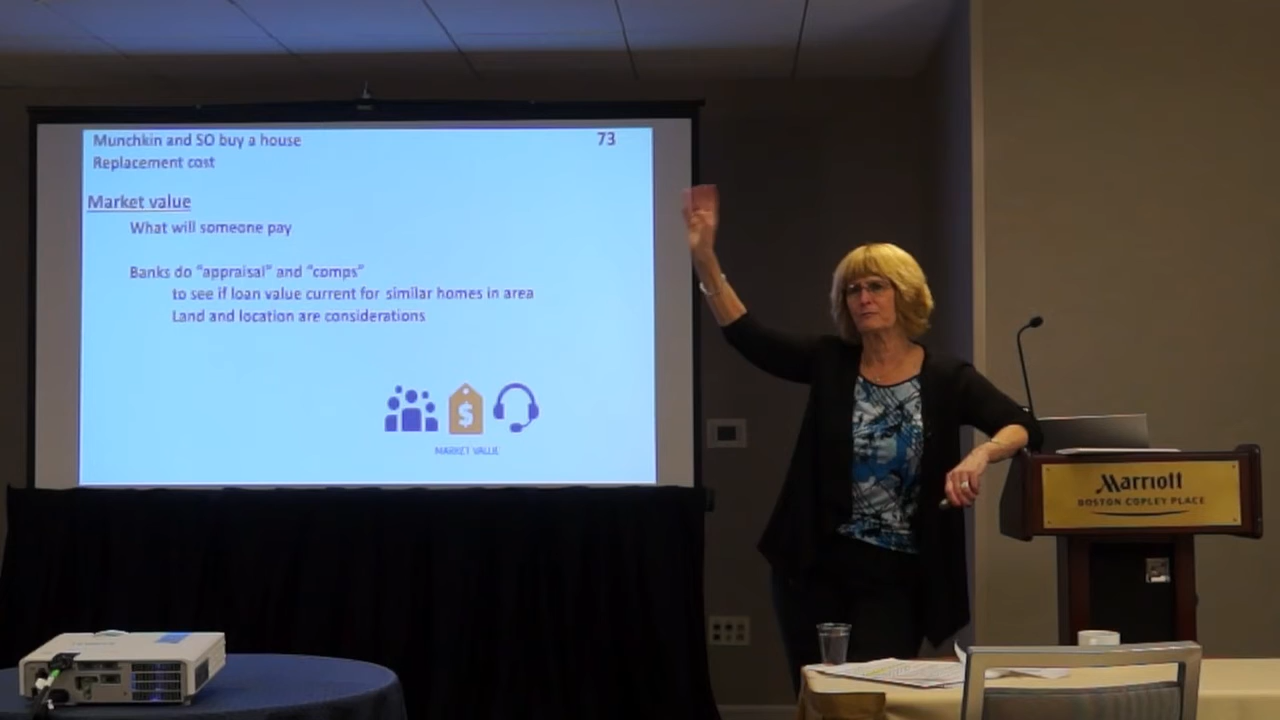 Munchkin and SO buy a house
73
Replacement cost
Market value
What will someone pay
Banks do “appraisal” and “comps”
to see if loan value current for similar homes in area
Land and location are considerations
$
MARKET VALUE
Marriott
BOSTON COPLEY PLACE